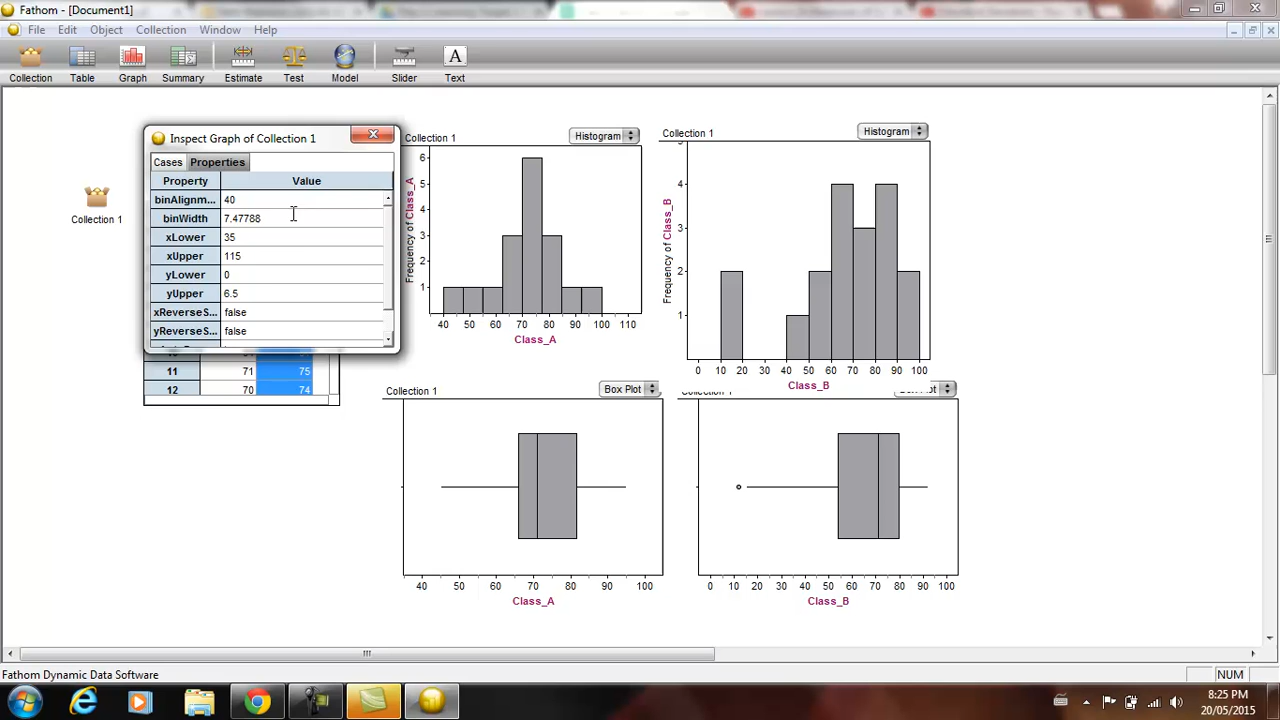 Fathom - [Document1]
File Edit Object Collection Window Help
Collection Table Graph Summary Estimate Test Model Slider Text
A
Inspect Graph of Collection 1
Cases Properties
Property Value
binAlignm... 40
binWidth 7.47788
xLower 35
xUpper 115
yLower 0
yUpper 6.5
xReverseS... false
yReverseS... false
11 71 75
12 70 74
Collection 1
Collection 1 Histogram
Frequency of Class_A
6
5
4
3
2
1
40 50 60 70 80 90 100 110
Class_A
Collection 1 Histogram
Frequency of Class_B
5
4
3
2
1
0 10 20 30 40 50 60 70 80 90 100
Class_B
Collection 1 Box Plot
40 50 60 70 80 90 100
Class_A
Collection 1 Box Plot
0 10 20 30 40 50 60 70 80 90 100
Class_B
Fathom Dynamic Data Software
NUM
8:25 PM
20/05/2015